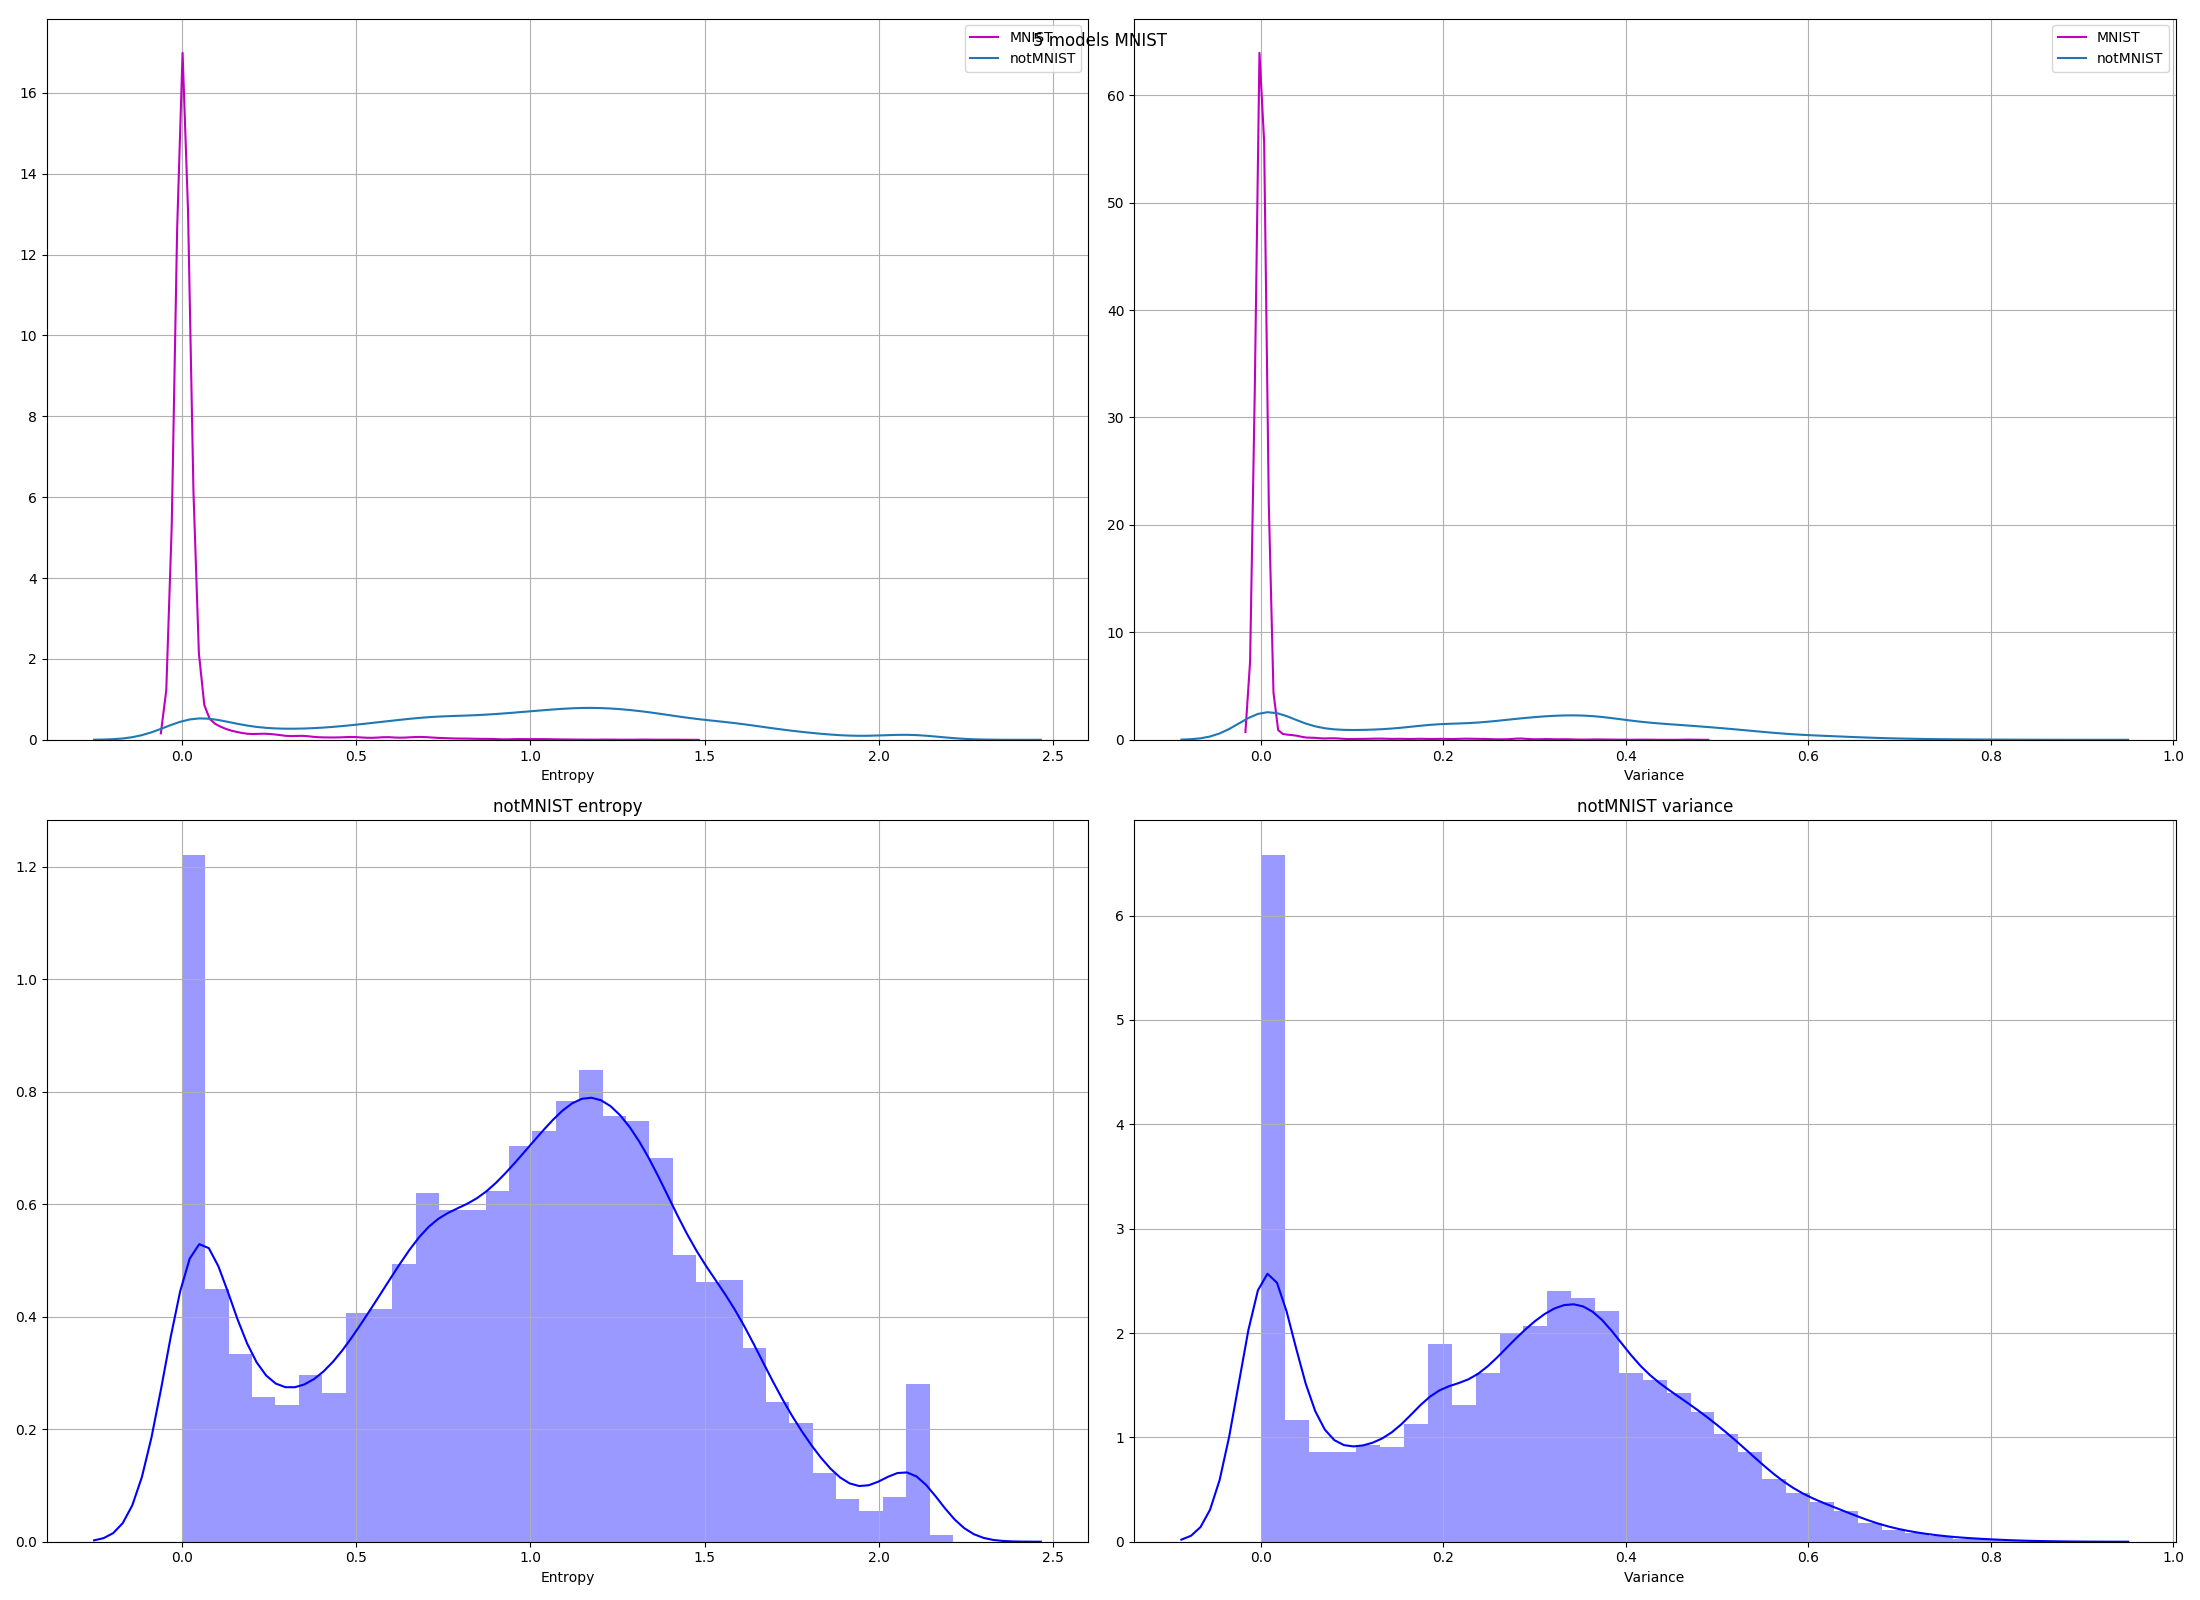 5 models MNIST
MNIST
notMNIST
16
14
12
10
8
6
4
2
0
0.0 0.5 1.0 1.5 2.0 2.5
Entropy
MNIST
notMNIST
60
50
40
30
20
10
0
0.0 0.2 0.4 0.6 0.8 1.0
Variance
notMNIST entropy
1.2
1.0
0.8
0.6
0.4
0.2
0.0
0.0 0.5 1.0 1.5 2.0 2.5
Entropy
notMNIST variance
6
5
4
3
2
1
0
0.0 0.2 0.4 0.6 0.8 1.0
Variance